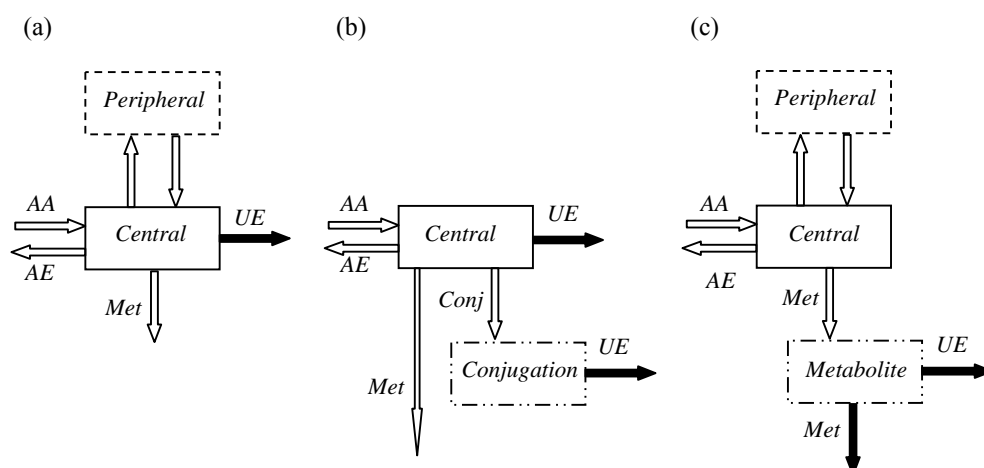 (a)
Peripheral
AA
Central
UE
AE
Met
(b)
AA
Central
UE
AE
Conj
Conjugation
UE
Met
(c)
Peripheral
AA
Central
AE
Met
Metabolite
UE
Met